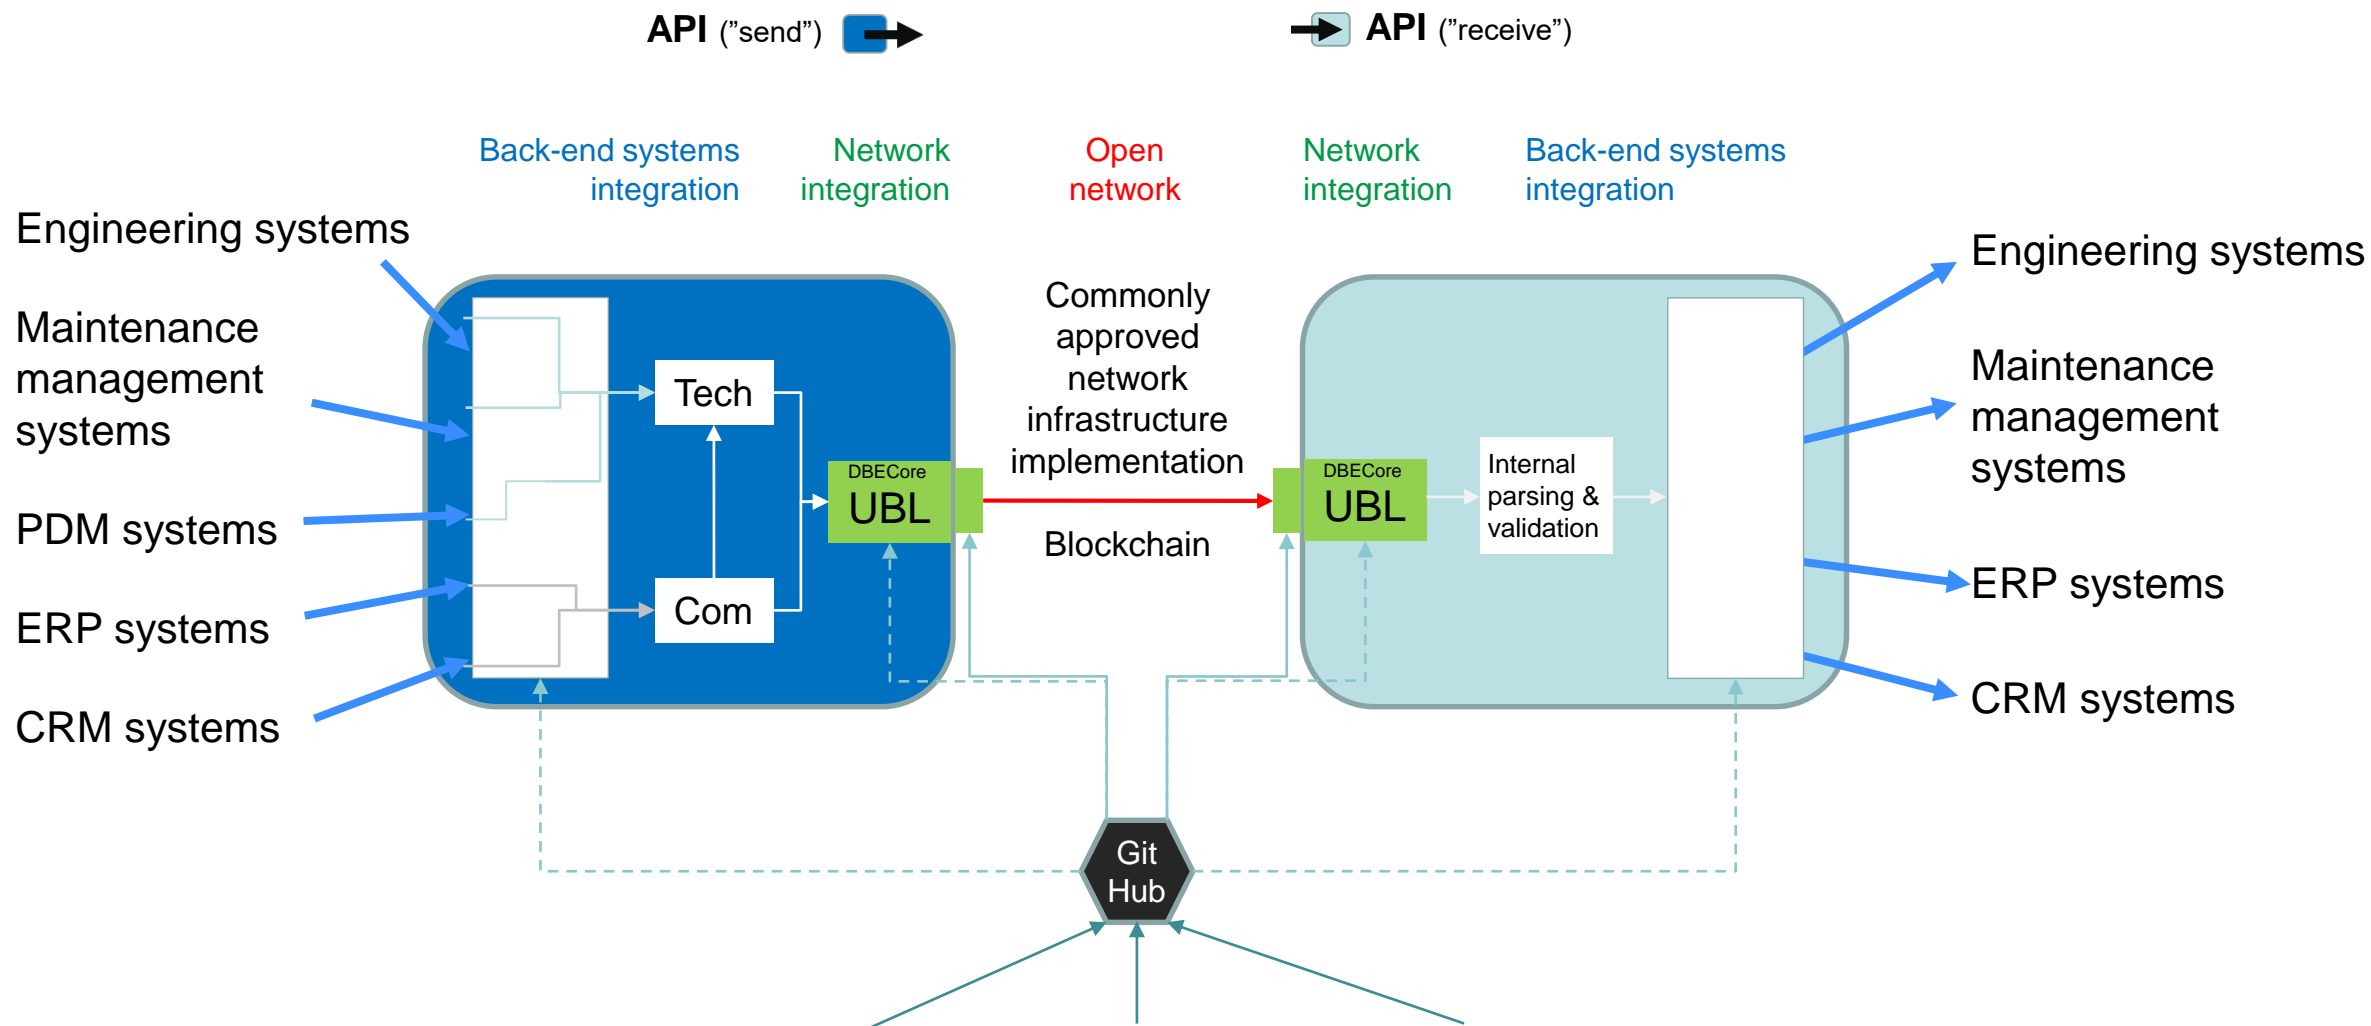 API (”send”)
API (”receive”)
Back-end systems
integration
Network
integration
Open
network
Network
integration
Back-end systems
integration
Engineering systems
Maintenance
management
systems
PDM systems
ERP systems
CRM systems
Tech
Com
DBECore
UBL
Commonly
approved
network
infrastructure
implementation
Blockchain
DBECore
UBL
Internal
parsing &
validation
Engineering systems
Maintenance
management
systems
ERP systems
CRM systems
Git
Hub